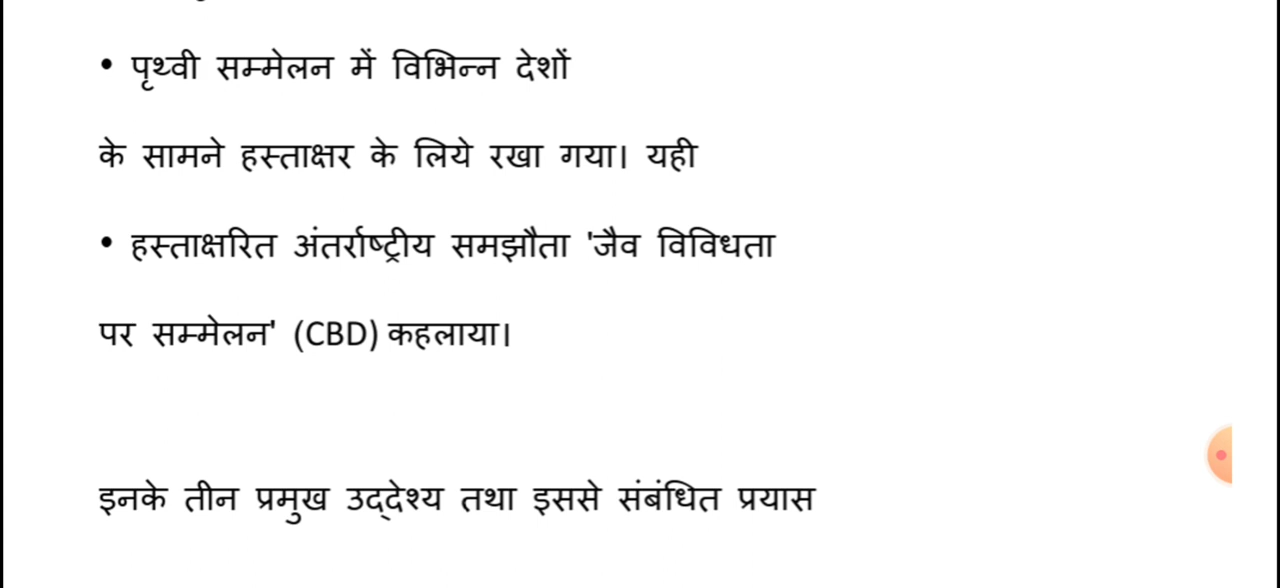 • पृथ्वी सम्मेलन में विभिन्न देशों
के सामने हस्ताक्षर के लिये रखा गया। यही
• हस्ताक्षरित अंतर्राष्ट्रीय समझौता 'जैव विविधता
पर सम्मेलन' (CBD) कहलाया।
इनके तीन प्रमुख उद्देश्य तथा इससे संबंधित प्रयास